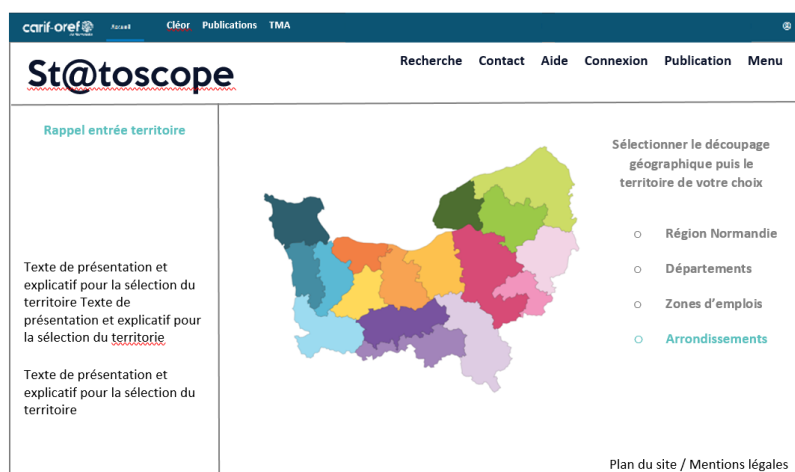 carif-oref Accueil Cléor Publications TMA
St@toscope
Recherche Contact Aide Connexion Publication Menu
Rappel entrée territoire
Texte de présentation et
explicatif pour la sélection du
territoire Texte de
présentation et explicatif pour
la sélection du territorie
Texte de présentation et
explicatif pour la sélection du
territoire
Sélectionner le découpage
géographique puis le
territoire de votre choix
Région Normandie
Départements
Zones d’emplois
Arrondissements
Plan du site / Mentions légales